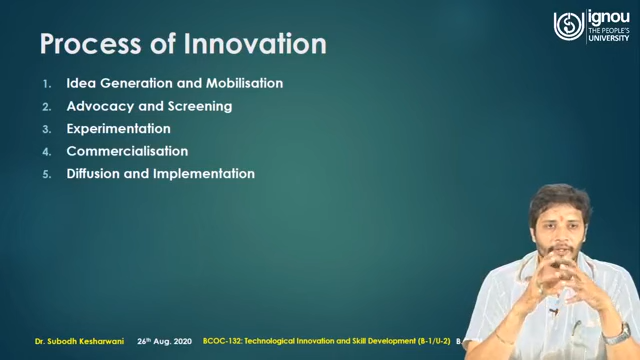 ignou
THE PEOPLE'S
UNIVERSITY
Process of Innovation
1. Idea Generation and Mobilisation
2. Advocacy and Screening
3. Experimentation
4. Commercialisation
5. Diffusion and Implementation
Dr. Subodh Kesharwani 26th Aug. 2020 BCOC-132: Technological Innovation and Skill Development (B-1/U-2) B.